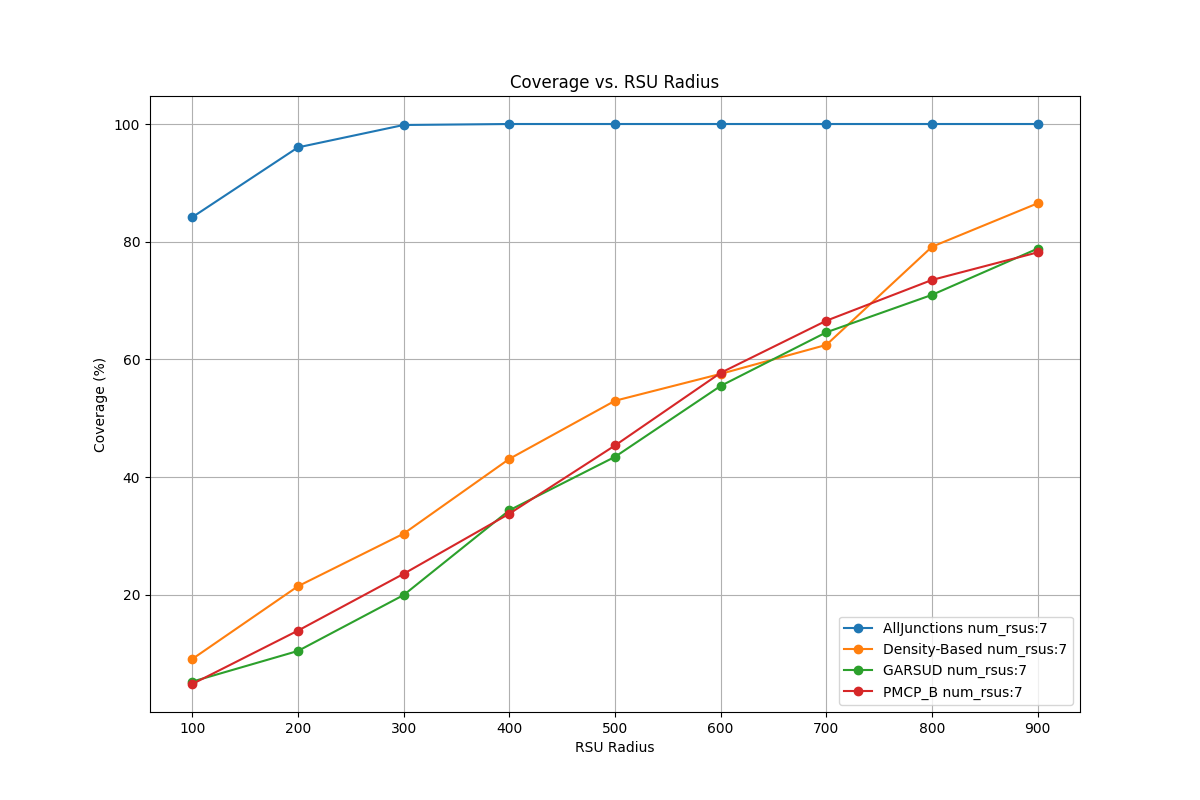 Coverage vs. RSU Radius
Coverage (%)
100
80
60
40
20
100 200 300 400 500 600 700 800 900
RSU Radius
AllJunctions num_rsus:7
Density-Based num_rsus:7
GARSUD num_rsus:7
PMCP_B num_rsus:7